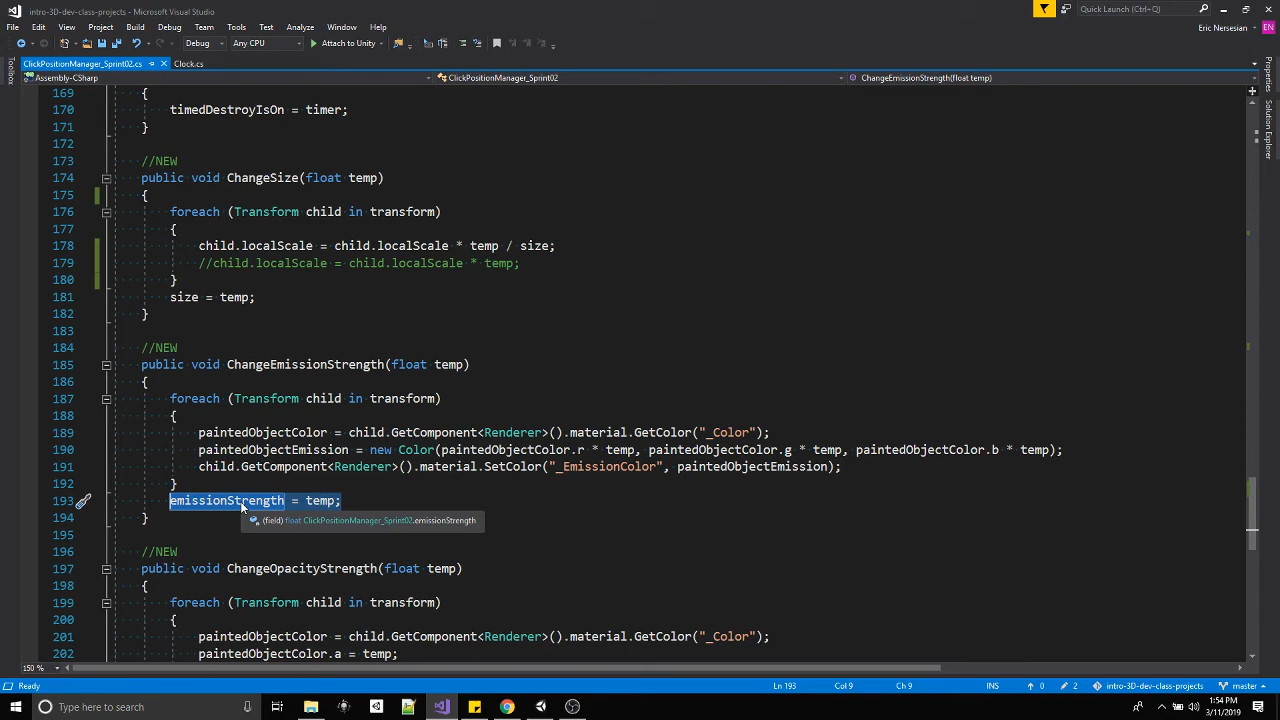 intro-3D-dev-class-projects - Microsoft Visual Studio
Quick Launch (Ctrl+Q)
File Edit View Project Build Debug Team Tools Test Analyze Window Help
Eric Nersesian EN
Debug Any CPU Attach to Unity
ClickPositionManager_Sprint02.cs Clock.cs
Assembly-CSharp ClickPositionManager_Sprint02 ChangeEmissionStrength(float temp)
Toolbox
Properties
Solution Explorer
169 {
170 timedDestroyIsOn = timer;
171 }
172
173 //NEW
174 public void ChangeSize(float temp)
175 {
176 foreach (Transform child in transform)
177 {
178 child.localScale = child.localScale * temp / size;
179 //child.localScale = child.localScale * temp;
180 }
181 size = temp;
182 }
183
184 //NEW
185 public void ChangeEmissionStrength(float temp)
186 {
187 foreach (Transform child in transform)
188 {
189 paintedObjectColor = child.GetComponent<Renderer>().material.GetColor("_Color");
190 paintedObjectEmission = new Color(paintedObjectColor.r * temp, paintedObjectColor.g * temp, paintedObjectColor.b * temp);
191 child.GetComponent<Renderer>().material.SetColor("_EmissionColor", paintedObjectEmission);
192 }
193 emissionStrength = temp;
(field) float ClickPositionManager_Sprint02.emissionStrength
194 }
195
196 //NEW
197 public void ChangeOpacityStrength(float temp)
198 {
199 foreach (Transform child in transform)
200 {
201 paintedObjectColor = child.GetComponent<Renderer>().material.GetColor("_Color");
202 paintedObjectColor.a = temp;
150 %
Ready Ln 193 Col 9 Ch 9 INS 0 2 intro-3D-dev-class-projects master
Type here to search
1:54 PM
3/11/2019